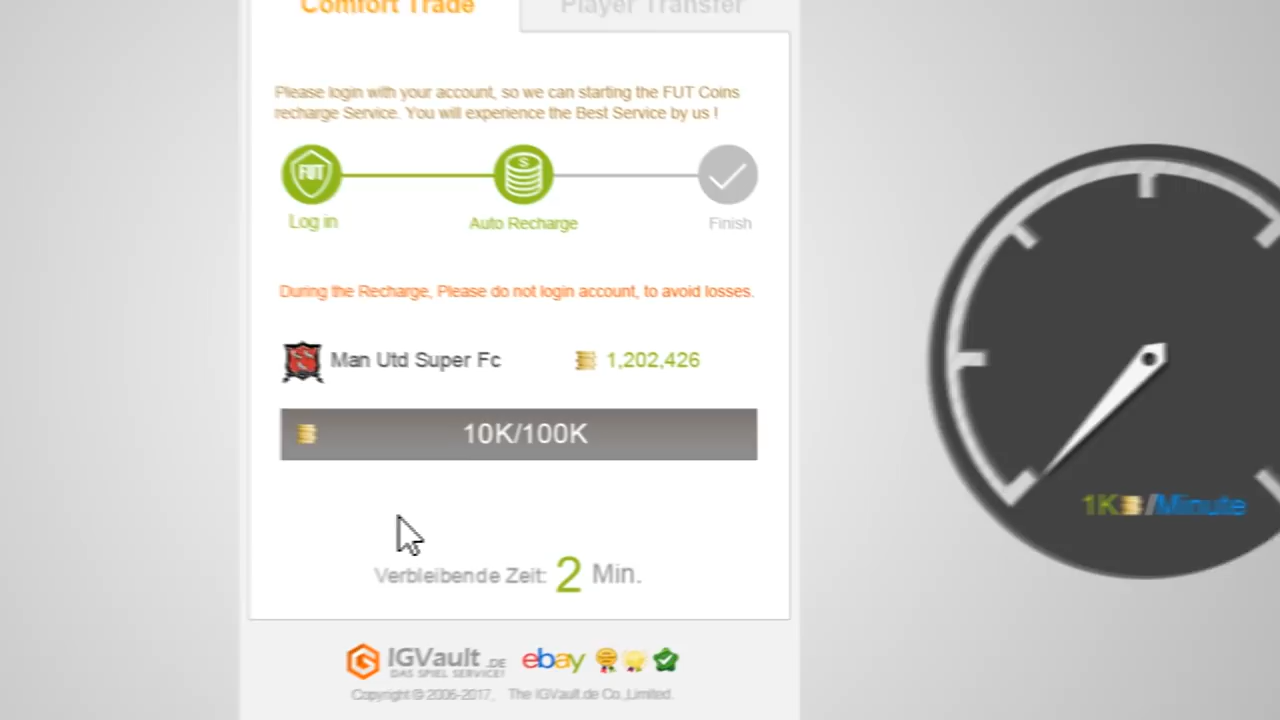 Comfort Trade
Player Transfer
Please login with your account, so we can starting the FUT Coins
recharge Service. You will experience the Best Service by us !
FUT
$
Log in
Auto Recharge
Finish
During the Recharge, Please do not login account, to avoid losses.
Man Utd Super Fc
1,202,426
10K/100K
1K/Minute
Verbleibende Zeit: 2 Min.
IGVault.DE
DAS SPIEL SERVICE!
ebay
Copyright © 2006-2017, The IGVault.de Co.,Limited.